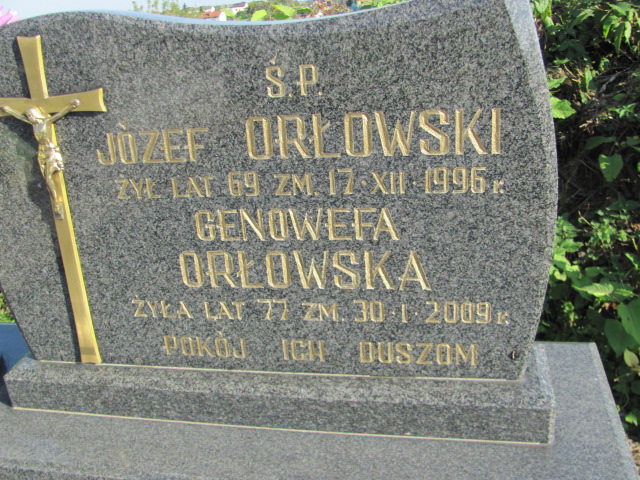 Ś.P.
JÓZEF ORŁOWSKI
ŻYŁ LAT 69 ZM. 17 · XII · 1996 r.
GENOWEFA
ORŁOWSKA
ŻYŁA LAT 77 ZM. 30 · I · 2009 r.
POKÓJ ICH DUSZOM